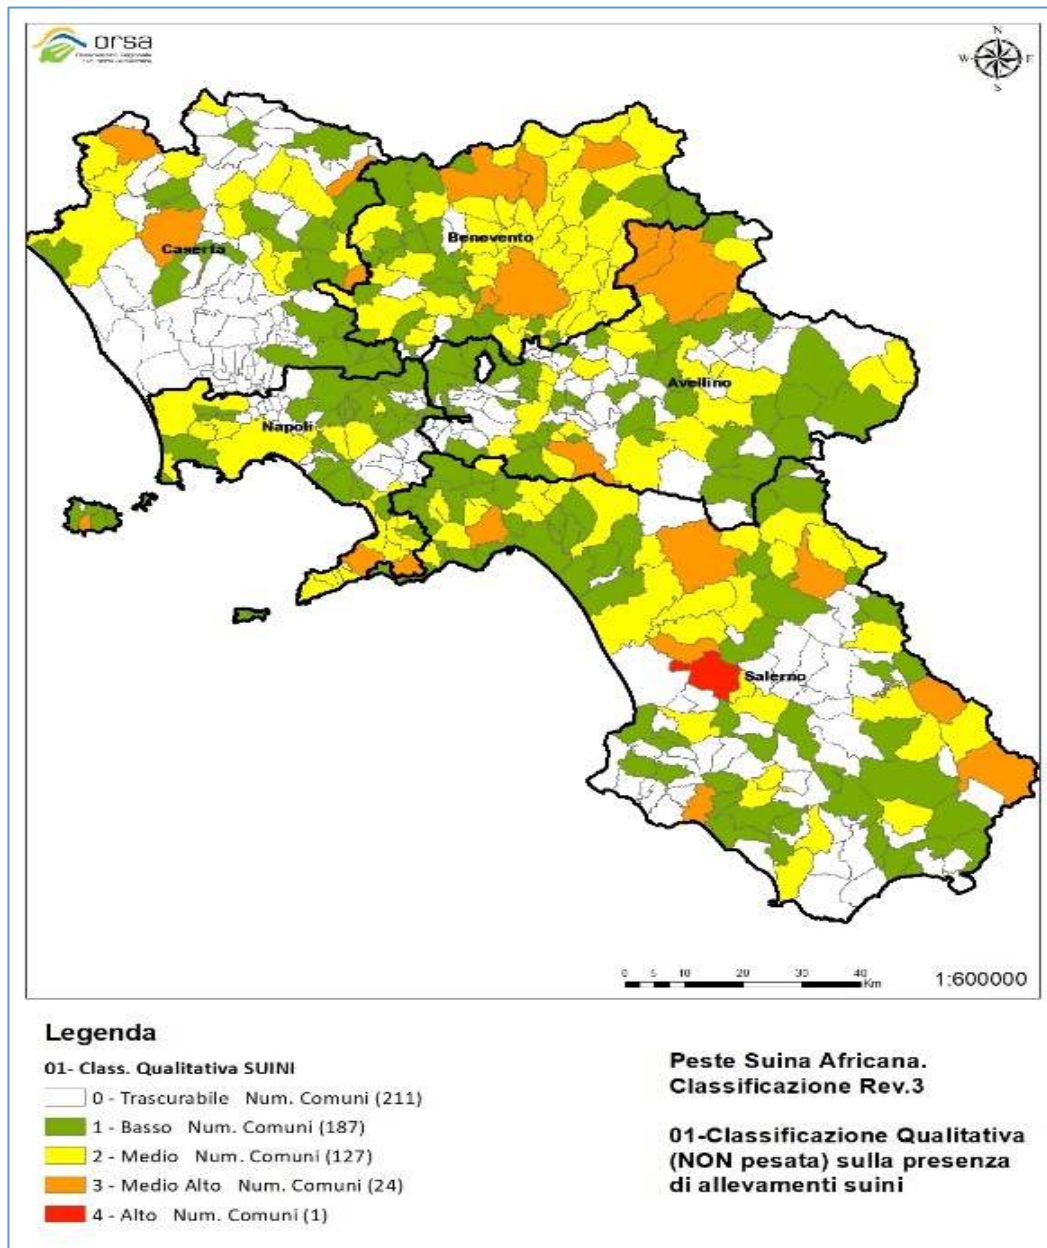 orsa
N
W
E
S
Caserta
Benevento
Avellino
Napoli
Salerno
0 5 10 20 30 40
Km
1:600000
Legenda
01- Class. Qualitativa SUINI
0 - Trascurabile Num. Comuni (211)
1 - Basso Num. Comuni (187)
2 - Medio Num. Comuni (127)
3 - Medio Alto Num. Comuni (24)
4 - Alto Num. Comuni (1)
Peste Suina Africana.
Classificazione Rev.3
01-Classificazione Qualitativa
(NON pesata) sulla presenza
di allevamenti suini